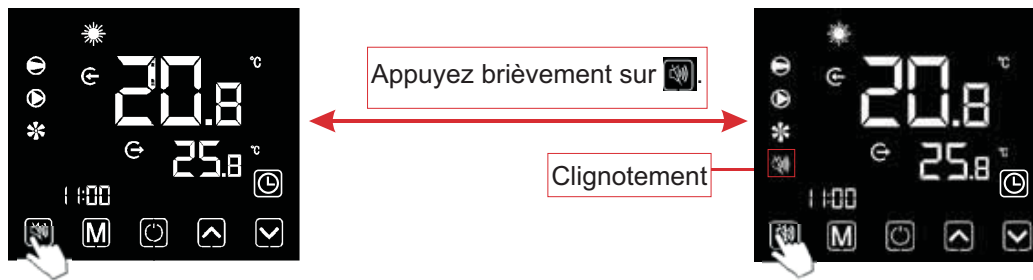 20.8 °C
25.8 °C
11:00
M
Appuyez brièvement sur .
Clignotement
20.8 °C
25.8 °C
11:00
M